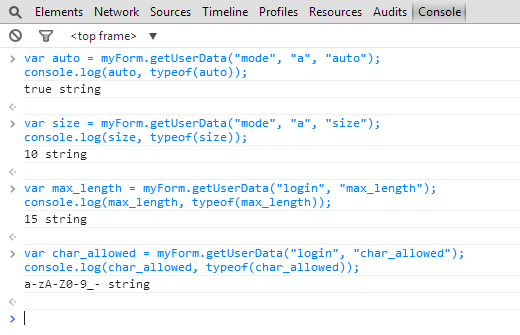 Elements Network Sources Timeline Profiles Resources Audits Console
<top frame> ▼
> var auto = myForm.getUserData("mode", "a", "auto");
console.log(auto, typeof(auto));
true string
> var size = myForm.getUserData("mode", "a", "size");
console.log(size, typeof(size));
10 string
> var max_length = myForm.getUserData("login", "max_length");
console.log(max_length, typeof(max_length));
15 string
> var char_allowed = myForm.getUserData("login", "char_allowed");
console.log(char_allowed, typeof(char_allowed));
a-zA-Z0-9_- string
>